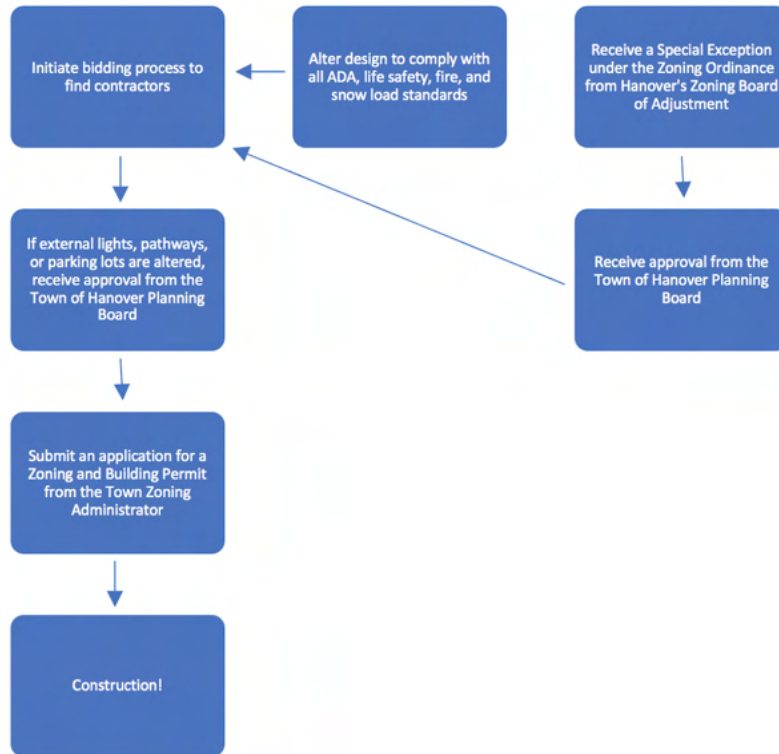 Initiate bidding process to
find contractors
Alter design to comply with
all ADA, life safety, fire, and
snow load standards
Receive a Special Exception
under the Zoning Ordinance
from Hanover's Zoning Board
of Adjustment
If external lights, pathways,
or parking lots are altered,
receive approval from the
Town of Hanover Planning
Board
Receive approval from the
Town of Hanover Planning
Board
Submit an application for a
Zoning and Building Permit
from the Town Zoning
Administrator
Construction!